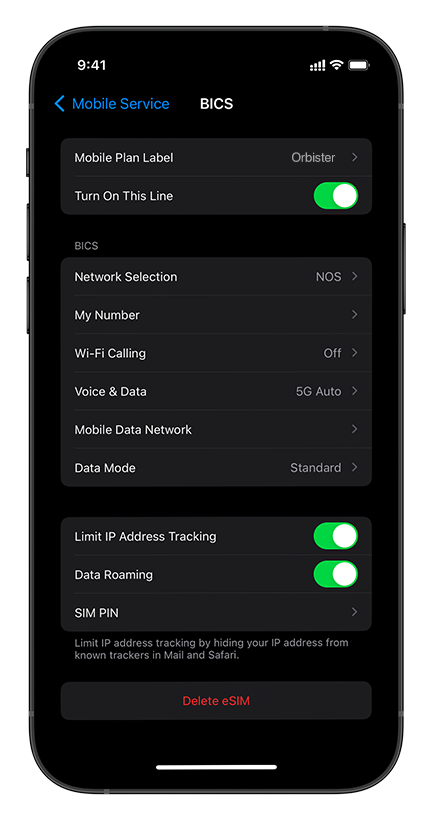 9:41
Mobile Service
BICS
Mobile Plan Label Orbister
Turn On This Line
BICS
Network Selection NOS
My Number
Wi-Fi Calling Off
Voice & Data 5G Auto
Mobile Data Network
Data Mode Standard
Limit IP Address Tracking
Data Roaming
SIM PIN
Limit IP address tracking by hiding your IP address from
known trackers in Mail and Safari.
Delete eSIM